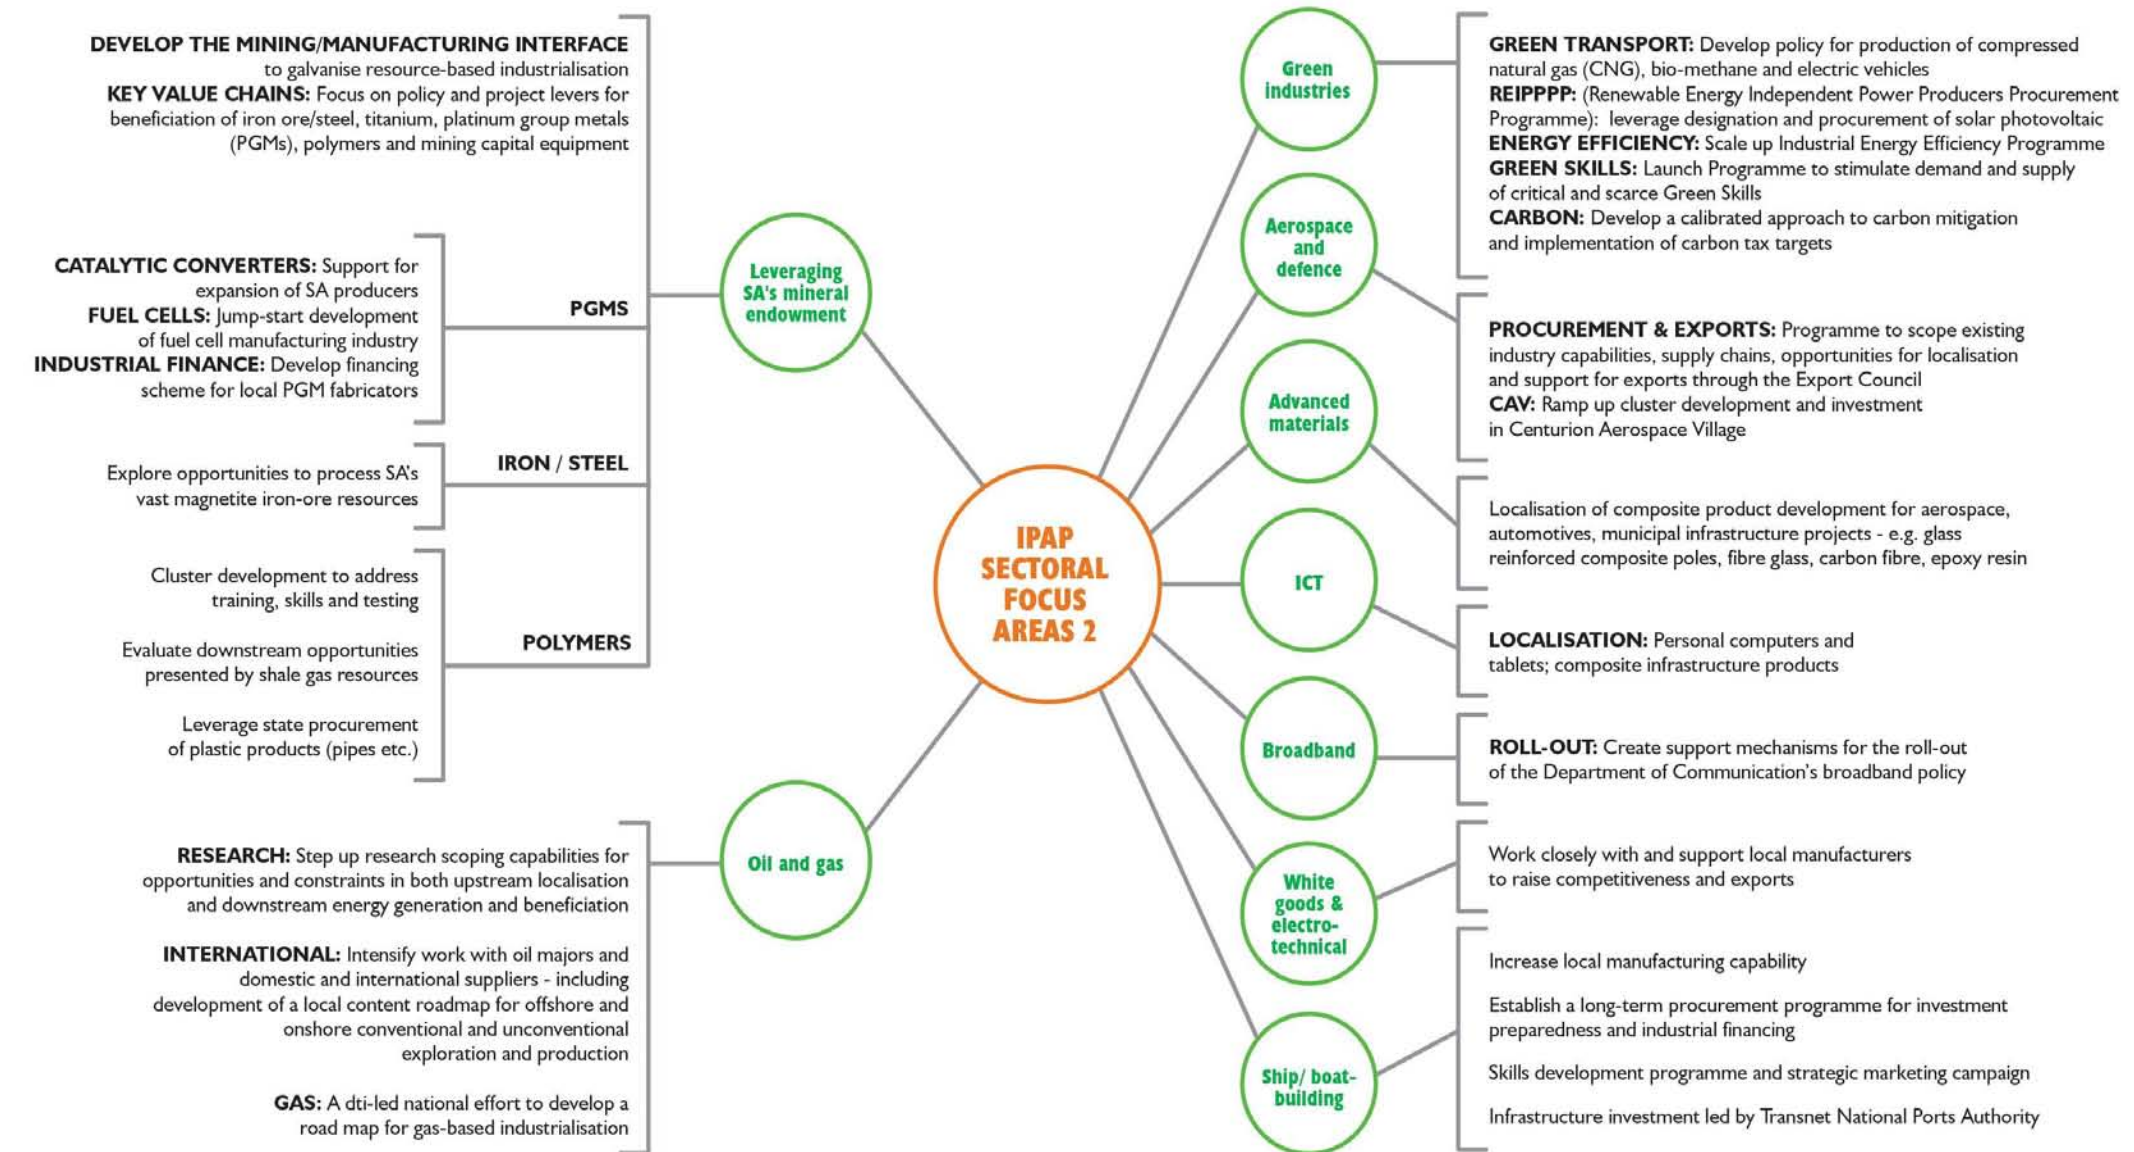 DEVELOP THE MINING/MANUFACTURING INTERFACE
to galvanise resource-based industrialisation
KEY VALUE CHAINS: Focus on policy and project levers for
beneficiation of iron ore/steel, titanium, platinum group metals
(PGMs), polymers and mining capital equipment
CATALYTIC CONVERTERS: Support for
expansion of SA producers
FUEL CELLS: Jump-start development
of fuel cell manufacturing industry
INDUSTRIAL FINANCE: Develop financing
scheme for local PGM fabricators
PGMS
Explore opportunities to process SA's
vast magnetite iron-ore resources
IRON / STEEL
Cluster development to address
training, skills and testing
Evaluate downstream opportunities
presented by shale gas resources
Leverage state procurement
of plastic products (pipes etc.)
POLYMERS
Leveraging
SA's mineral
endowment
RESEARCH: Step up research scoping capabilities for
opportunities and constraints in both upstream localisation
and downstream energy generation and beneficiation
INTERNATIONAL: Intensify work with oil majors and
domestic and international suppliers - including
development of a local content roadmap for offshore and
onshore conventional and unconventional
exploration and production
GAS: A dti-led national effort to develop a
road map for gas-based industrialisation
Oil and gas
IPAP
SECTORAL
FOCUS
AREAS 2
Green
industries
GREEN TRANSPORT: Develop policy for production of compressed
natural gas (CNG), bio-methane and electric vehicles
REIPPPP: (Renewable Energy Independent Power Producers Procurement
Programme): leverage designation and procurement of solar photovoltaic
ENERGY EFFICIENCY: Scale up Industrial Energy Efficiency Programme
GREEN SKILLS: Launch Programme to stimulate demand and supply
of critical and scarce Green Skills
CARBON: Develop a calibrated approach to carbon mitigation
and implementation of carbon tax targets
Aerospace
and
defence
PROCUREMENT & EXPORTS: Programme to scope existing
industry capabilities, supply chains, opportunities for localisation
and support for exports through the Export Council
CAV: Ramp up cluster development and investment
in Centurion Aerospace Village
Advanced
materials
Localisation of composite product development for aerospace,
automotives, municipal infrastructure projects - e.g. glass
reinforced composite poles, fibre glass, carbon fibre, epoxy resin
ICT
LOCALISATION: Personal computers and
tablets; composite infrastructure products
Broadband
ROLL-OUT: Create support mechanisms for the roll-out
of the Department of Communication's broadband policy
White
goods &
electro-
technical
Work closely with and support local manufacturers
to raise competitiveness and exports
Ship/ boat-
building
Increase local manufacturing capability
Establish a long-term procurement programme for investment
preparedness and industrial financing
Skills development programme and strategic marketing campaign
Infrastructure investment led by Transnet National Ports Authority